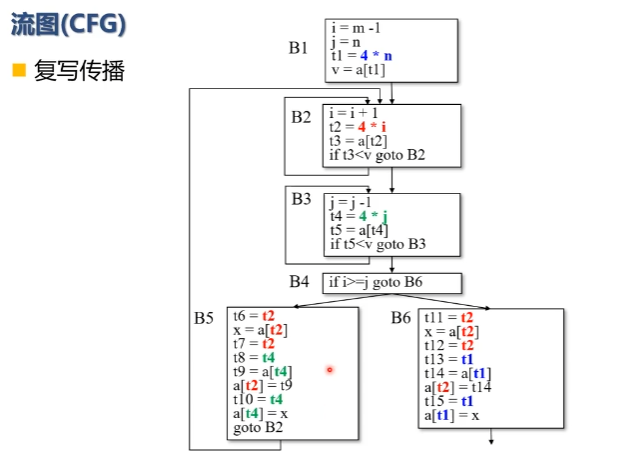 流图(CFG)
复写传播
B1
i = m -1
j = n
t1 = 4 * n
v = a[t1]
B2
i = i + 1
t2 = 4 * i
t3 = a[t2]
if t3<v goto B2
B3
j = j -1
t4 = 4 * j
t5 = a[t4]
if t5<v goto B3
B4
if i>=j goto B6
B5
t6 = t2
x = a[t2]
t7 = t2
t8 = t4
t9 = a[t4]
a[t2] = t9
t10 = t4
a[t4] = x
goto B2
B6
t11 = t2
x = a[t2]
t12 = t2
t13 = t1
t14 = a[t1]
a[t2] = t14
t15 = t1
a[t1] = x